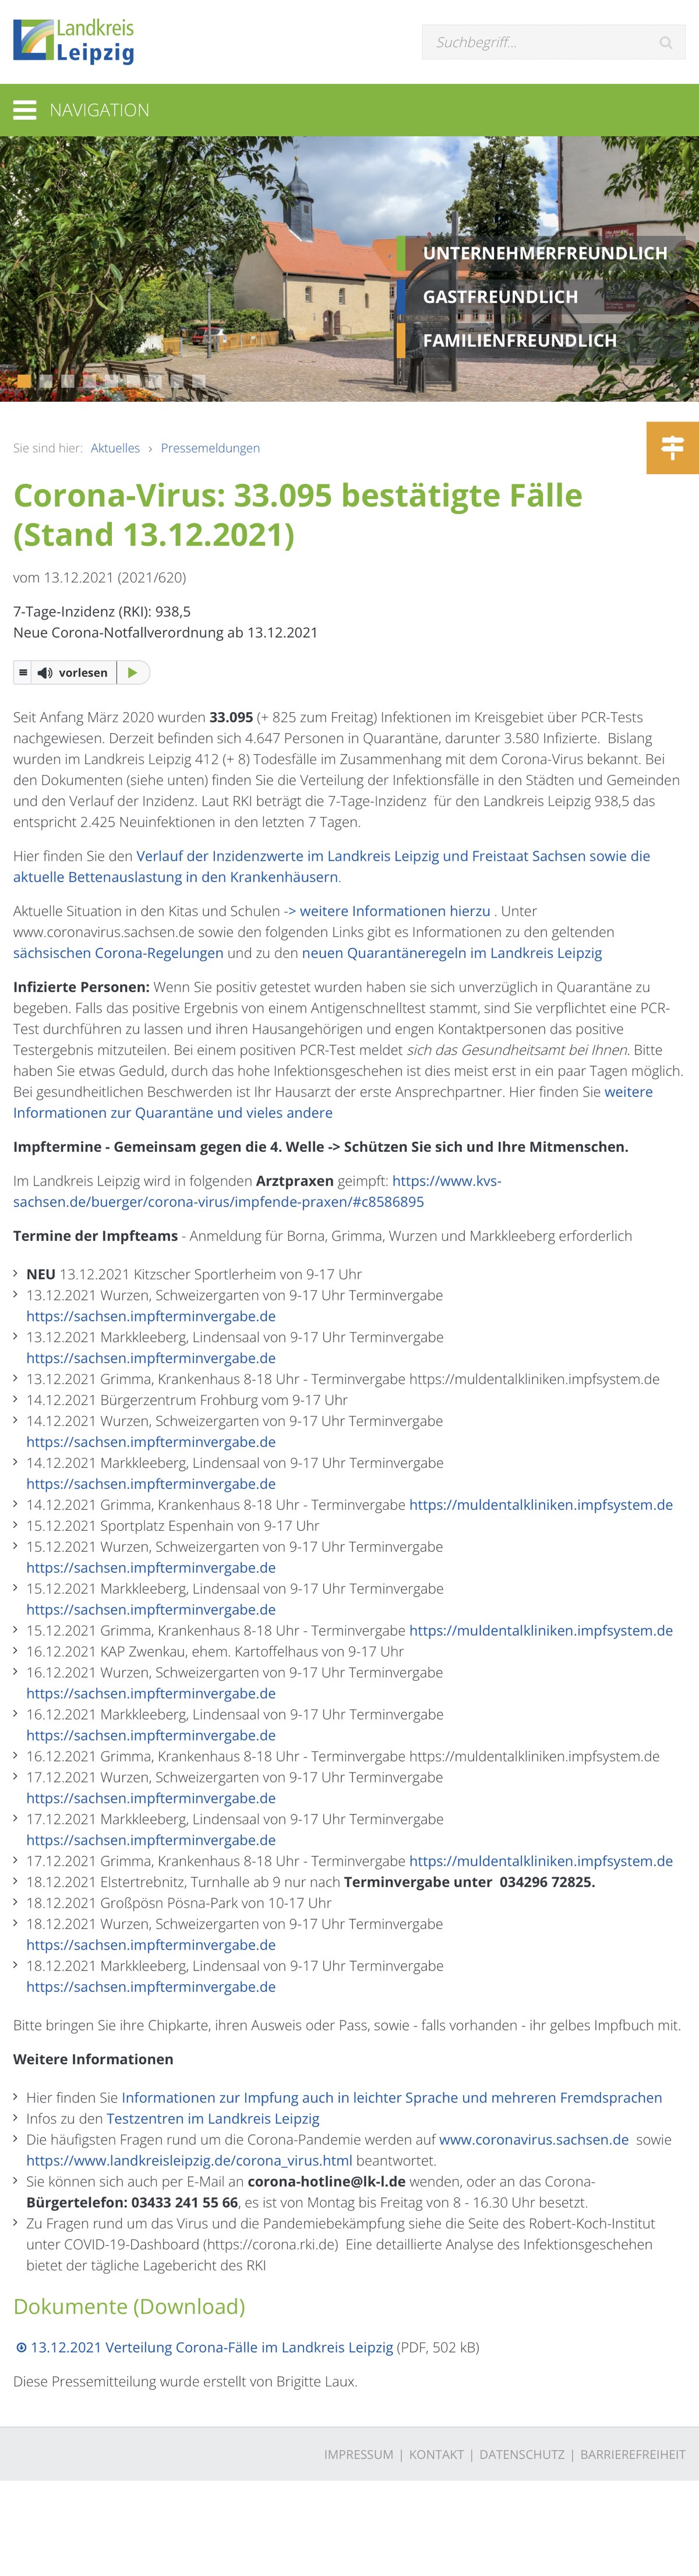 Landkreis
Leipzig
Suchbegriff...
NAVIGATION
UNTERNEHMERFREUNDLICH
GASTFREUNDLICH
FAMILIENFREUNDLICH
Sie sind hier: Aktuelles › Pressemeldungen
Corona-Virus: 33.095 bestätigte Fälle
(Stand 13.12.2021)
vom 13.12.2021 (2021/620)
7-Tage-Inzidenz (RKI): 938,5
Neue Corona-Notfallverordnung ab 13.12.2021
vorlesen
Seit Anfang März 2020 wurden 33.095 (+ 825 zum Freitag) Infektionen im Kreisgebiet über PCR-Tests
nachgewiesen. Derzeit befinden sich 4.647 Personen in Quarantäne, darunter 3.580 Infizierte. Bislang
wurden im Landkreis Leipzig 412 (+ 8) Todesfälle im Zusammenhang mit dem Corona-Virus bekannt. Bei
den Dokumenten (siehe unten) finden Sie die Verteilung der Infektionsfälle in den Städten und Gemeinden
und den Verlauf der Inzidenz. Laut RKI beträgt die 7-Tage-Inzidenz für den Landkreis Leipzig 938,5 das
entspricht 2.425 Neuinfektionen in den letzten 7 Tagen.
Hier finden Sie den Verlauf der Inzidenzwerte im Landkreis Leipzig und Freistaat Sachsen sowie die
aktuelle Bettenauslastung in den Krankenhäusern.
Aktuelle Situation in den Kitas und Schulen -> weitere Informationen hierzu . Unter
www.coronavirus.sachsen.de sowie den folgenden Links gibt es Informationen zu den geltenden
sächsischen Corona-Regelungen und zu den neuen Quarantäneregeln im Landkreis Leipzig
Infizierte Personen: Wenn Sie positiv getestet wurden haben sie sich unverzüglich in Quarantäne zu
begeben. Falls das positive Ergebnis von einem Antigenschnelltest stammt, sind Sie verpflichtet eine PCR-
Test durchführen zu lassen und ihren Hausangehörigen und engen Kontaktpersonen das positive
Testergebnis mitzuteilen. Bei einem positiven PCR-Test meldet sich das Gesundheitsamt bei Ihnen. Bitte
haben Sie etwas Geduld, durch das hohe Infektionsgeschehen ist dies meist erst in ein paar Tagen möglich.
Bei gesundheitlichen Beschwerden ist Ihr Hausarzt der erste Ansprechpartner. Hier finden Sie weitere
Informationen zur Quarantäne und vieles andere
Impftermine - Gemeinsam gegen die 4. Welle -> Schützen Sie sich und Ihre Mitmenschen.
Im Landkreis Leipzig wird in folgenden Arztpraxen geimpft: https://www.kvs-
sachsen.de/buerger/corona-virus/impfende-praxen/#c8586895
Termine der Impfteams - Anmeldung für Borna, Grimma, Wurzen und Markkleeberg erforderlich
NEU 13.12.2021 Kitzscher Sportlerheim von 9-17 Uhr
13.12.2021 Wurzen, Schweizergarten von 9-17 Uhr Terminvergabe
https://sachsen.impfterminvergabe.de
13.12.2021 Markkleeberg, Lindensaal von 9-17 Uhr Terminvergabe
https://sachsen.impfterminvergabe.de
13.12.2021 Grimma, Krankenhaus 8-18 Uhr - Terminvergabe https://muldentalkliniken.impfsystem.de
14.12.2021 Bürgerzentrum Frohburg vom 9-17 Uhr
14.12.2021 Wurzen, Schweizergarten von 9-17 Uhr Terminvergabe
https://sachsen.impfterminvergabe.de
14.12.2021 Markkleeberg, Lindensaal von 9-17 Uhr Terminvergabe
https://sachsen.impfterminvergabe.de
14.12.2021 Grimma, Krankenhaus 8-18 Uhr - Terminvergabe https://muldentalkliniken.impfsystem.de
15.12.2021 Sportplatz Espenhain von 9-17 Uhr
15.12.2021 Wurzen, Schweizergarten von 9-17 Uhr Terminvergabe
https://sachsen.impfterminvergabe.de
15.12.2021 Markkleeberg, Lindensaal von 9-17 Uhr Terminvergabe
https://sachsen.impfterminvergabe.de
15.12.2021 Grimma, Krankenhaus 8-18 Uhr - Terminvergabe https://muldentalkliniken.impfsystem.de
16.12.2021 KAP Zwenkau, ehem. Kartoffelhaus von 9-17 Uhr
16.12.2021 Wurzen, Schweizergarten von 9-17 Uhr Terminvergabe
https://sachsen.impfterminvergabe.de
16.12.2021 Markkleeberg, Lindensaal von 9-17 Uhr Terminvergabe
https://sachsen.impfterminvergabe.de
16.12.2021 Grimma, Krankenhaus 8-18 Uhr - Terminvergabe https://muldentalkliniken.impfsystem.de
17.12.2021 Wurzen, Schweizergarten von 9-17 Uhr Terminvergabe
https://sachsen.impfterminvergabe.de
17.12.2021 Markkleeberg, Lindensaal von 9-17 Uhr Terminvergabe
https://sachsen.impfterminvergabe.de
17.12.2021 Grimma, Krankenhaus 8-18 Uhr - Terminvergabe https://muldentalkliniken.impfsystem.de
18.12.2021 Elstertrebnitz, Turnhalle ab 9 nur nach Terminvergabe unter 034296 72825.
18.12.2021 Großpösn Pösna-Park von 10-17 Uhr
18.12.2021 Wurzen, Schweizergarten von 9-17 Uhr Terminvergabe
https://sachsen.impfterminvergabe.de
18.12.2021 Markkleeberg, Lindensaal von 9-17 Uhr Terminvergabe
https://sachsen.impfterminvergabe.de
Bitte bringen Sie ihre Chipkarte, ihren Ausweis oder Pass, sowie - falls vorhanden - ihr gelbes Impfbuch mit.
Weitere Informationen
Hier finden Sie Informationen zur Impfung auch in leichter Sprache und mehreren Fremdsprachen
Infos zu den Testzentren im Landkreis Leipzig
Die häufigsten Fragen rund um die Corona-Pandemie werden auf www.coronavirus.sachsen.de sowie
https://www.landkreisleipzig.de/corona_virus.html beantwortet.
Sie können sich auch per E-Mail an corona-hotline@lk-l.de wenden, oder an das Corona-
Bürgertelefon: 03433 241 55 66, es ist von Montag bis Freitag von 8 - 16.30 Uhr besetzt.
Zu Fragen rund um das Virus und die Pandemiebekämpfung siehe die Seite des Robert-Koch-Institut
unter COVID-19-Dashboard (https://corona.rki.de) Eine detaillierte Analyse des Infektionsgeschehen
bietet der tägliche Lagebericht des RKI
Dokumente (Download)
13.12.2021 Verteilung Corona-Fälle im Landkreis Leipzig (PDF, 502 kB)
Diese Pressemitteilung wurde erstellt von Brigitte Laux.
IMPRESSUM | KONTAKT | DATENSCHUTZ | BARRIEREFREIHEIT